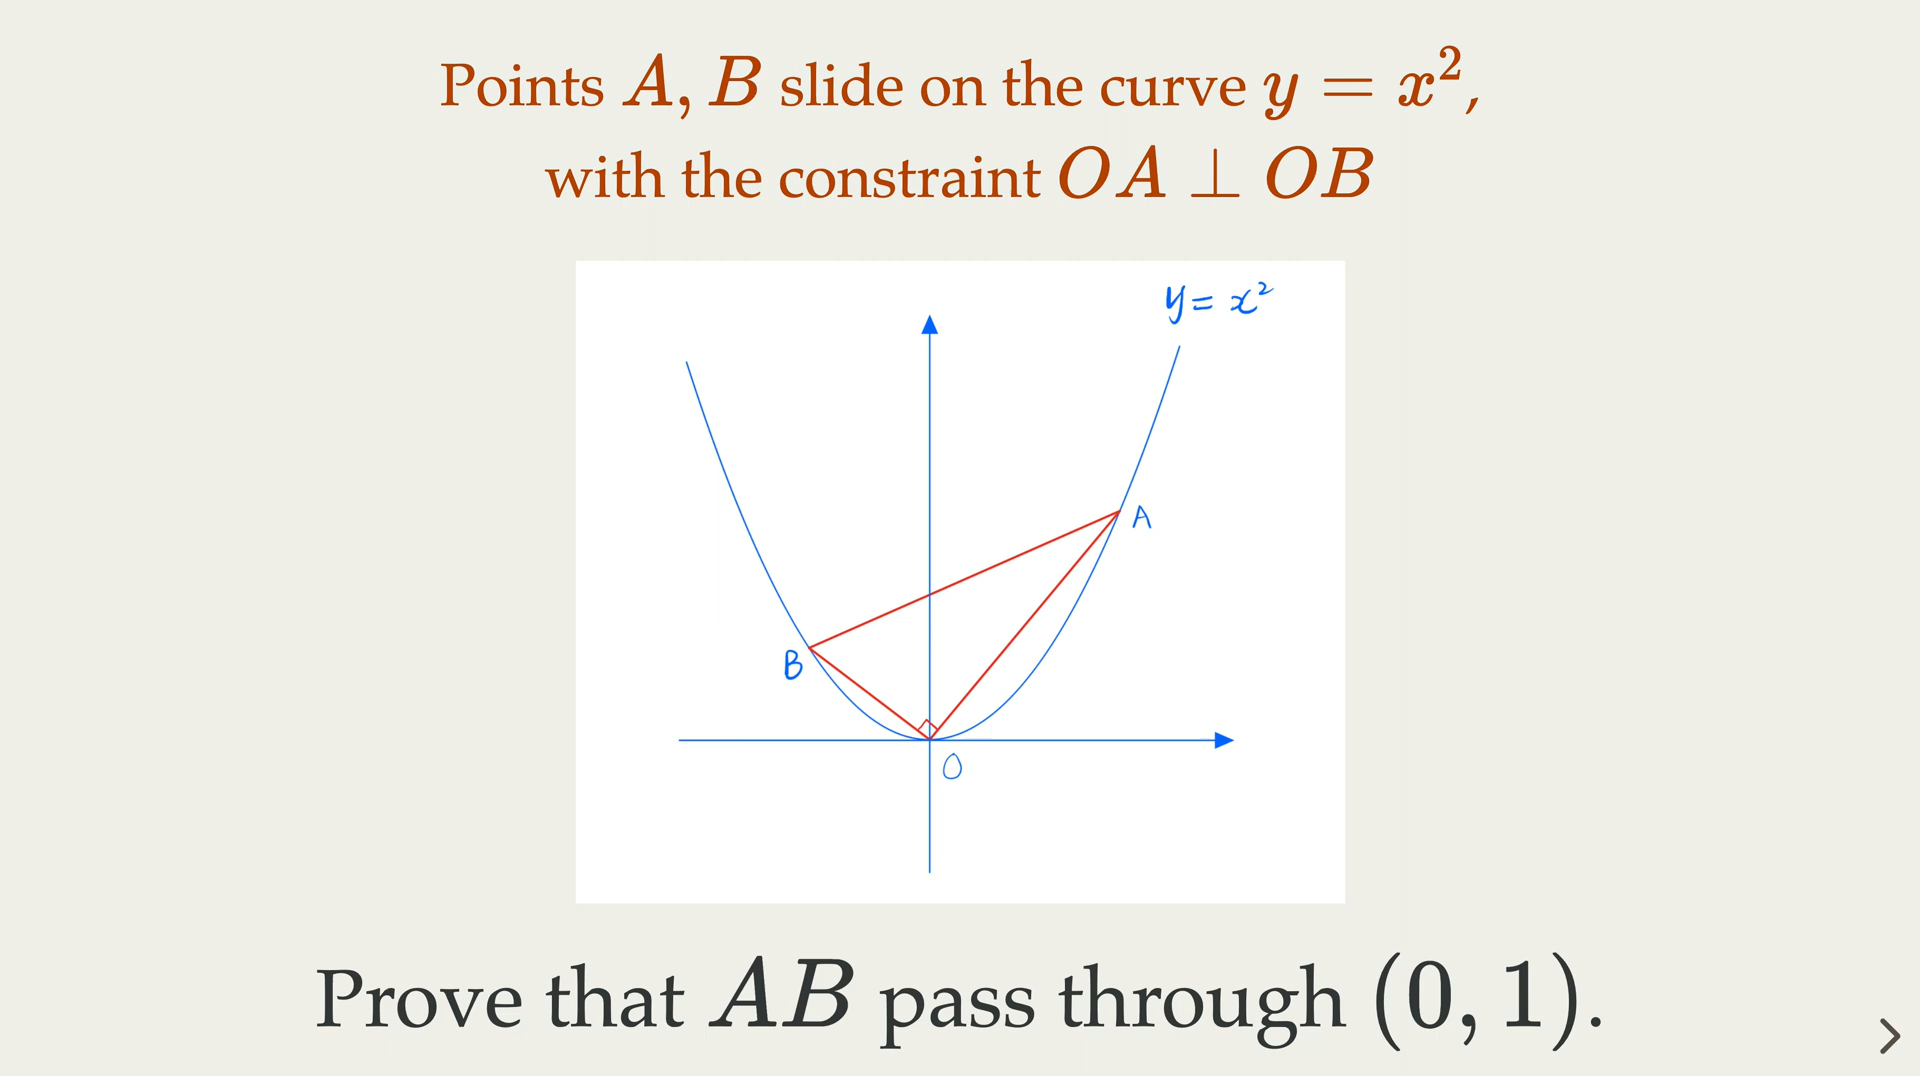 Points A, B slide on the curve y = x²,
with the constraint OA ⊥ OB
y = x²
A
B
O
Prove that AB pass through (0, 1).